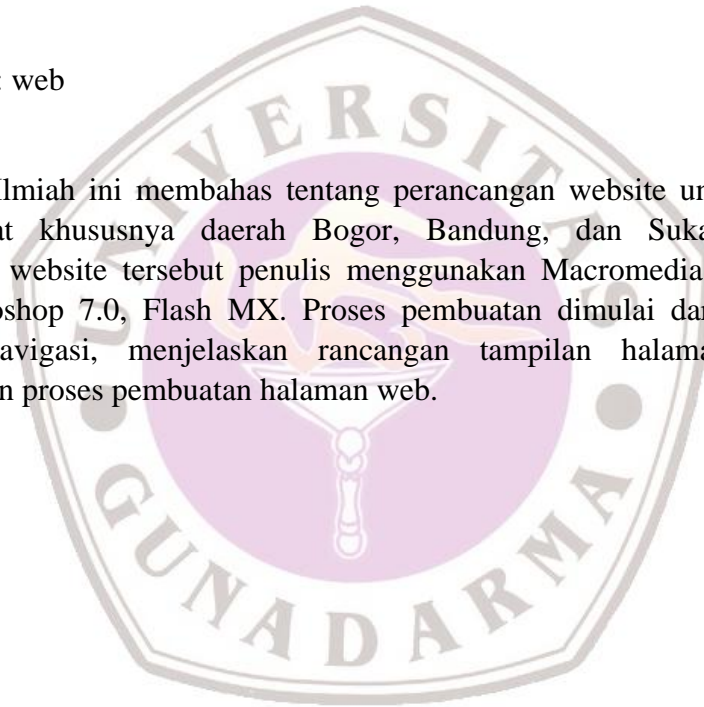 : web
Ilmiah ini membahas tentang perancangan website un
at khususnya daerah Bogor, Bandung, dan Suka
website tersebut penulis menggunakan Macromedia
oshop 7.0, Flash MX. Proses pembuatan dimulai dar
avigasi, menjelaskan rancangan tampilan halama
n proses pembuatan halaman web.
UNIVERSITAS
GUNADARMA